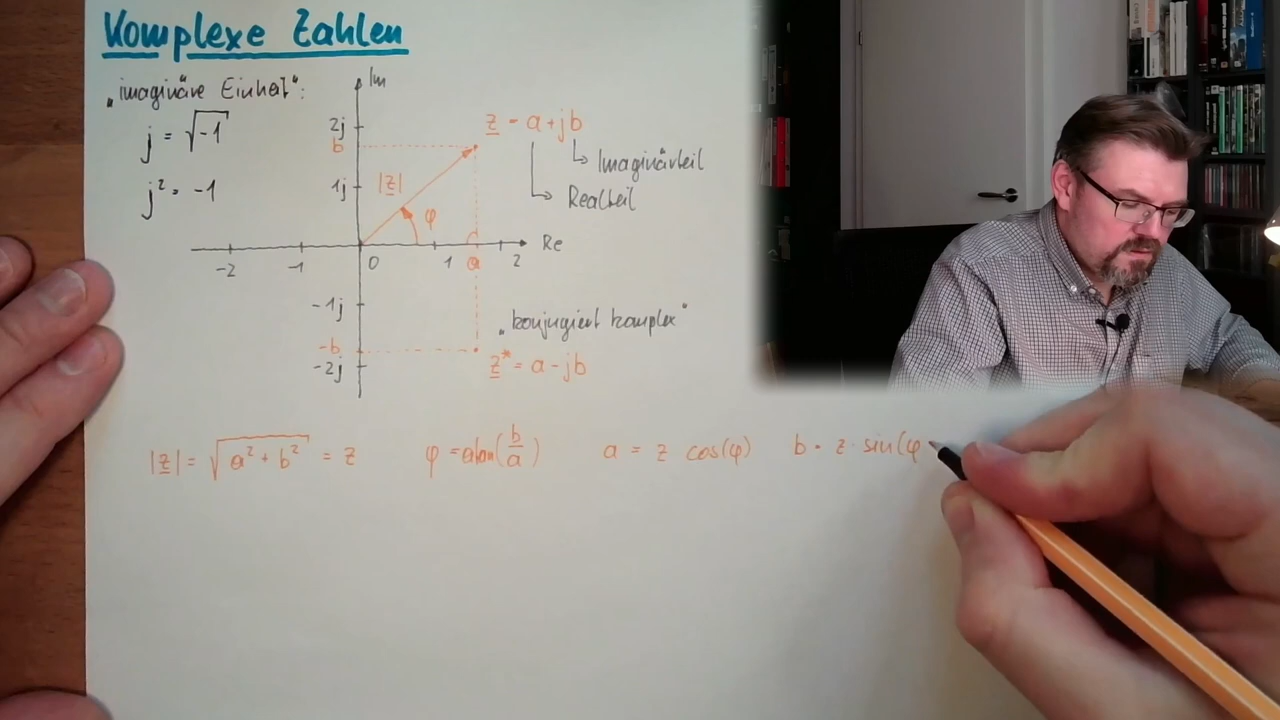 Komplexe Zahlen
„imaginäre Einheit“:
j = √-1
j² = -1
Im
2j
b
1j
|z|
φ
z = a + jb
Imaginärteil
Realteil
-2 -1 0 1 a 2 Re
-1j
-b
-2j
„konjugiert komplex“
z* = a - jb
|z| = √a² + b² = z φ = atan(b/a) a = z cos(φ) b = z · sin(φ